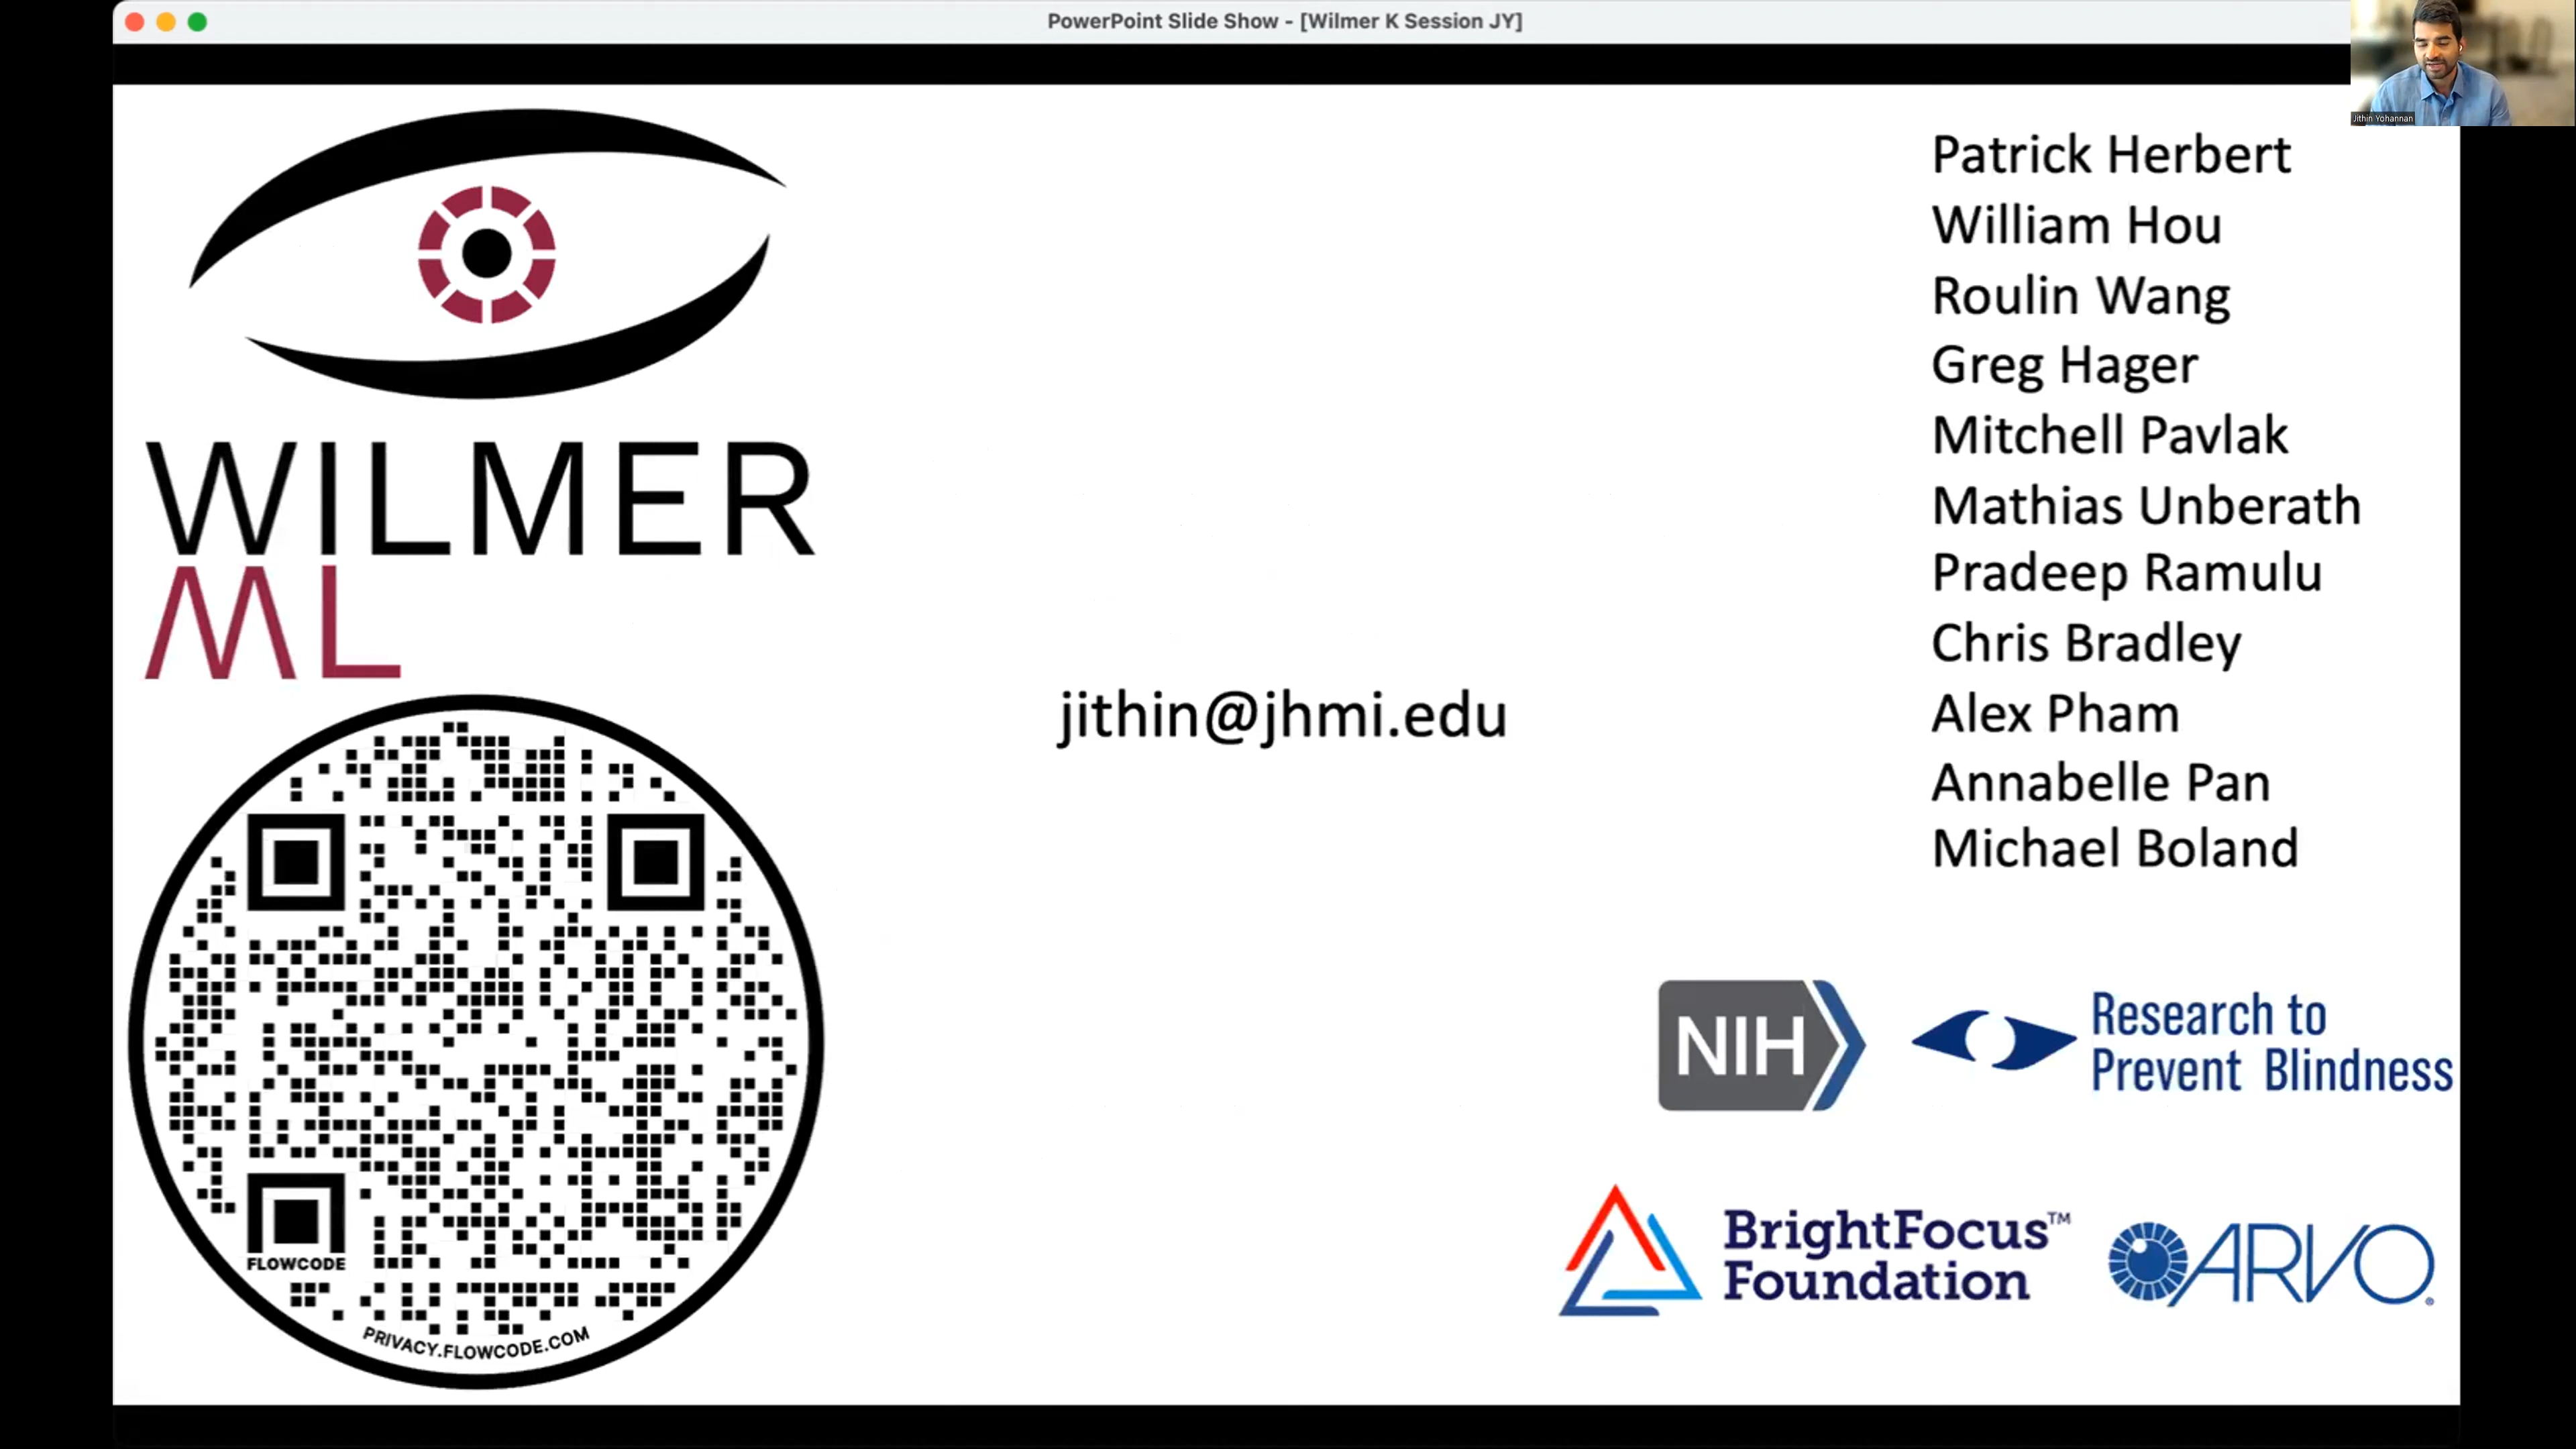 PowerPoint Slide Show - [Wilmer K Session JY]
Jithin Yohannan
WILMER
ML
FLOWCODE
PRIVACY.FLOWCODE.COM
jithin@jhmi.edu
Patrick Herbert
William Hou
Roulin Wang
Greg Hager
Mitchell Pavlak
Mathias Unberath
Pradeep Ramulu
Chris Bradley
Alex Pham
Annabelle Pan
Michael Boland
NIH
Research to
Prevent Blindness
BrightFocus™
Foundation
ARVO®